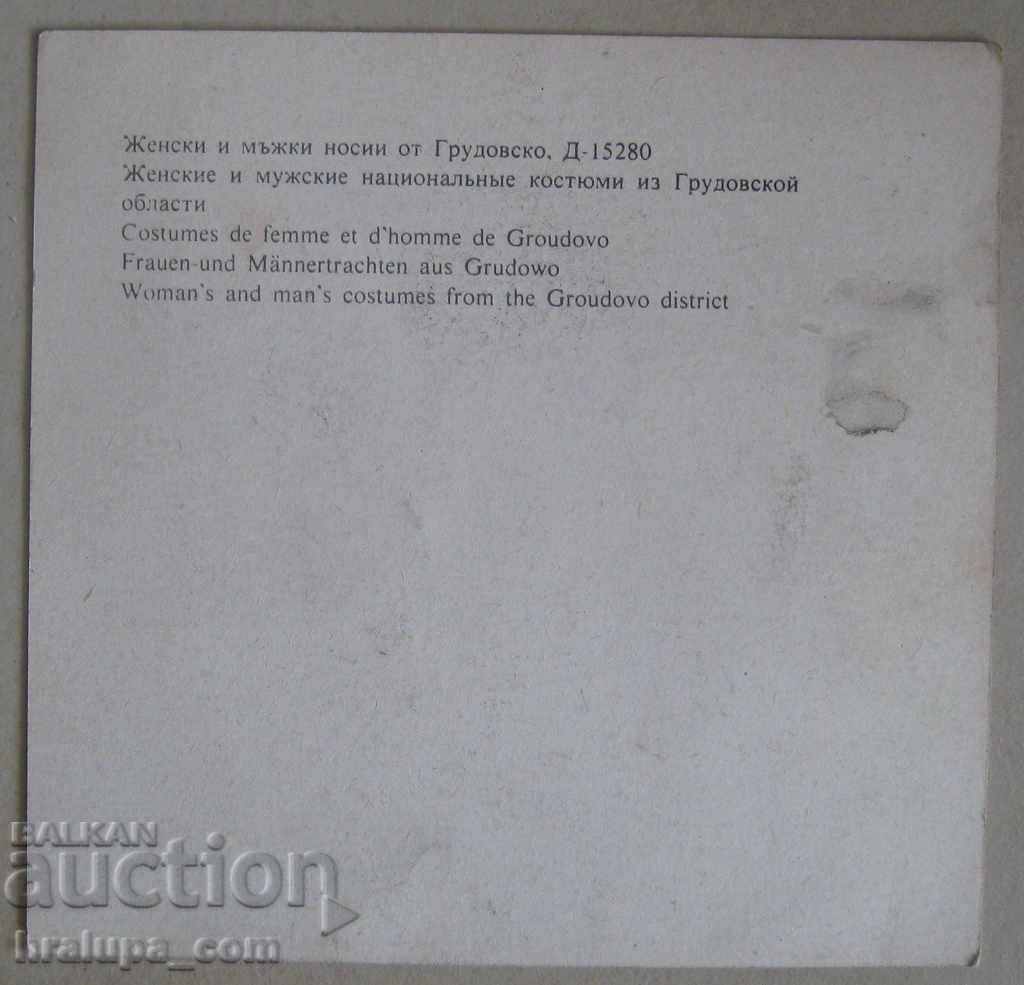 Женски и мъжки носии от Грудовско, Д-15280
Женские и мужские национальные костюми из Грудовской
области
Costumes de femme et d'homme de Groudovo
Frauen-und Männertrachten aus Grudowo
Woman's and man's costumes from the Groudovo district
BALKAN
auction
hralupa_com